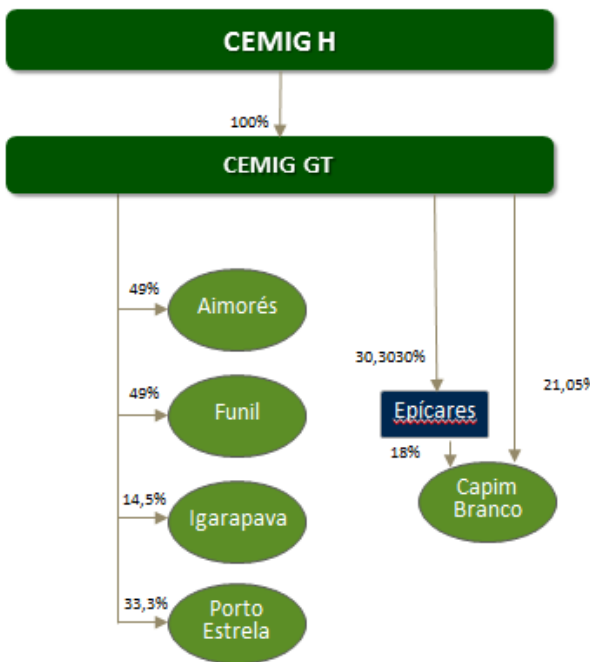 CEMIG H
100%
CEMIG GT
49%
Aimorés
49%
Funil
14,5%
Igarapava
33,3%
Porto
Estrela
30,3030%
Epícares
18%
21,05%
Capim
Branco